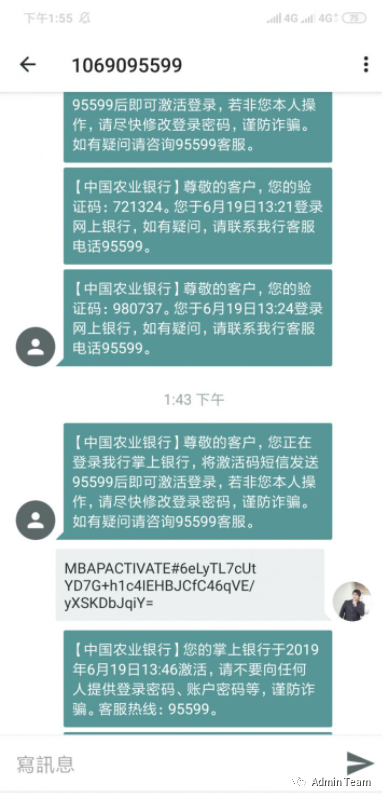 下午1:55 4G 4G 75
1069095599
95599后即可激活登录，若非您本人操
作，请尽快修改登录密码，谨防诈骗。
如有疑问请咨询95599客服。
【中国农业银行】尊敬的客户，您的验
证码：721324。您于6月19日13:21登录
网上银行，如有疑问，请联系我行客服
电话95599。
【中国农业银行】尊敬的客户，您的验
证码：980737。您于6月19日13:24登录
网上银行，如有疑问，请联系我行客服
电话95599。
1:43 下午
【中国农业银行】尊敬的客户，您正在
登录我行掌上银行，将激活码短信发送
95599后即可激活登录，若非您本人操
作，请尽快修改登录密码，谨防诈骗。
如有疑问请咨询95599客服。
MBAPACTIVATE#6eLyTL7cUt
YD7G+h1c4IEHBJCfC46qVE/
yXSKDbJqiY=
【中国农业银行】您的掌上银行于2019
年6月19日13:46激活，请不要向任何
人提供登录密码、账户密码等，谨防诈
骗。客服热线：95599。
寫訊息
Admin Team